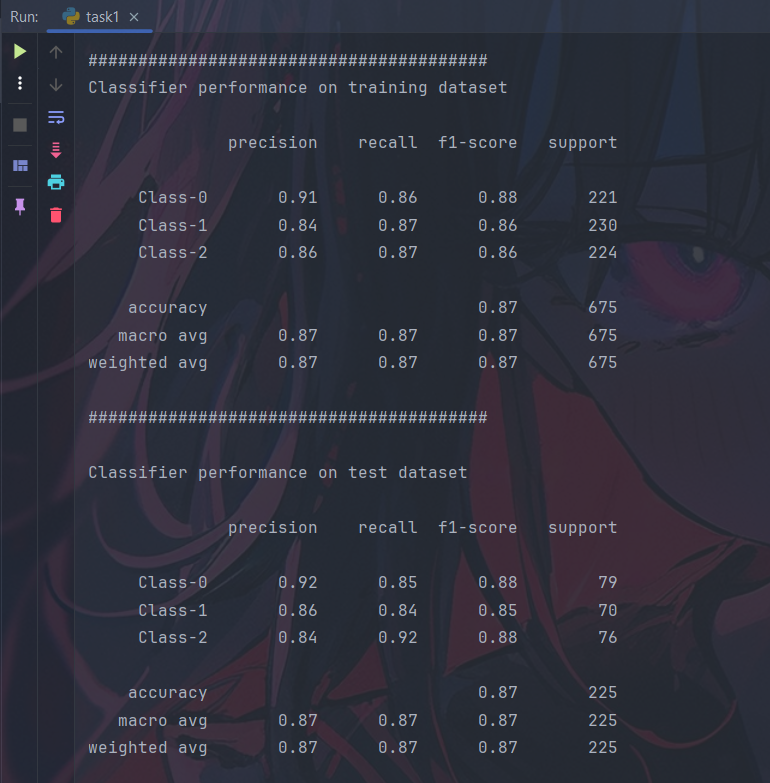 Run: task1
########################################
Classifier performance on training dataset
precision recall f1-score support
Class-0 0.91 0.86 0.88 221
Class-1 0.84 0.87 0.86 230
Class-2 0.86 0.87 0.86 224
accuracy 0.87 675
macro avg 0.87 0.87 0.87 675
weighted avg 0.87 0.87 0.87 675
########################################
Classifier performance on test dataset
precision recall f1-score support
Class-0 0.92 0.85 0.88 79
Class-1 0.86 0.84 0.85 70
Class-2 0.84 0.92 0.88 76
accuracy 0.87 225
macro avg 0.87 0.87 0.87 225
weighted avg 0.87 0.87 0.87 225